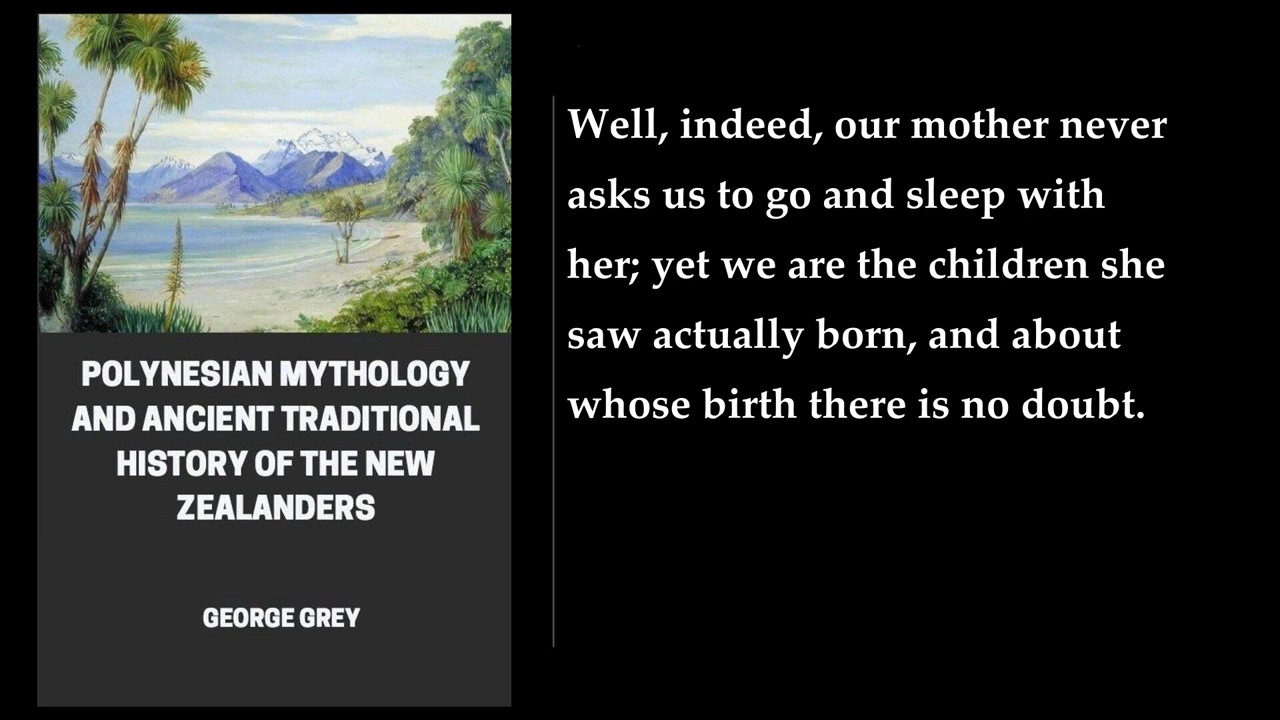 POLYNESIAN MYTHOLOGY
AND ANCIENT TRADITIONAL
HISTORY OF THE NEW
ZEALANDERS
GEORGE GREY
Well, indeed, our mother never
asks us to go and sleep with
her; yet we are the children she
saw actually born, and about
whose birth there is no doubt.